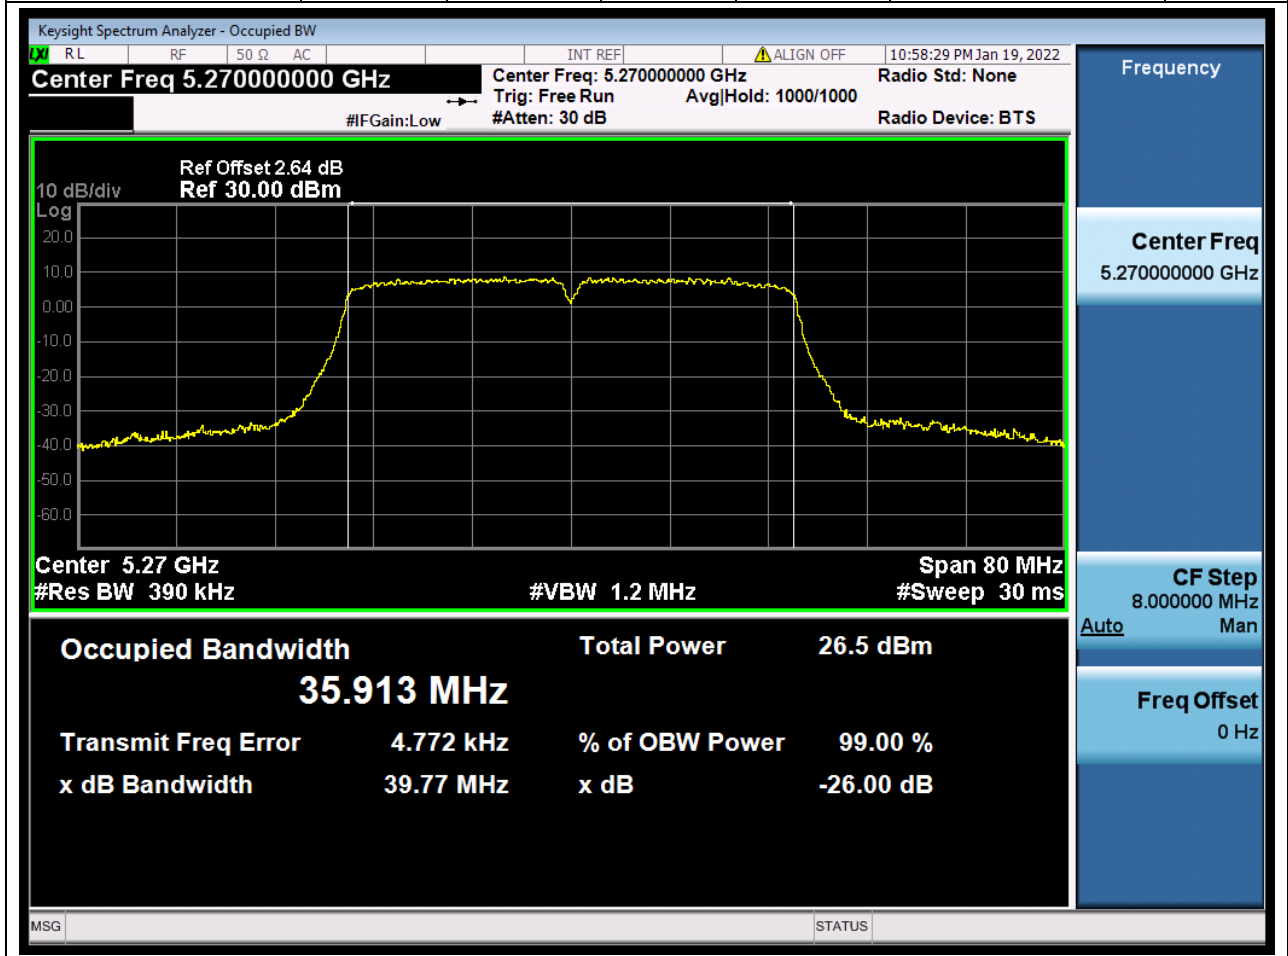 Keysight Spectrum Analyzer - Occupied BW
LXI RL RF 50 Ω AC INT REF ALIGN OFF 10:58:29 PM Jan 19, 2022
Center Freq 5.270000000 GHz
Center Freq: 5.270000000 GHz Radio Std: None
Trig: Free Run Avg|Hold: 1000/1000
#IFGain:Low #Atten: 30 dB Radio Device: BTS
Ref Offset 2.64 dB
10 dB/div Ref 30.00 dBm
Log
20.0
10.0
0.00
-10.0
-20.0
-30.0
-40.0
-50.0
-60.0
Center 5.27 GHz Span 80 MHz
#Res BW 390 kHz #VBW 1.2 MHz #Sweep 30 ms
Occupied Bandwidth Total Power 26.5 dBm
35.913 MHz
Transmit Freq Error 4.772 kHz % of OBW Power 99.00 %
x dB Bandwidth 39.77 MHz x dB -26.00 dB
MSG STATUS
Frequency
Center Freq
5.270000000 GHz
CF Step
8.000000 MHz
Auto Man
Freq Offset
0 Hz